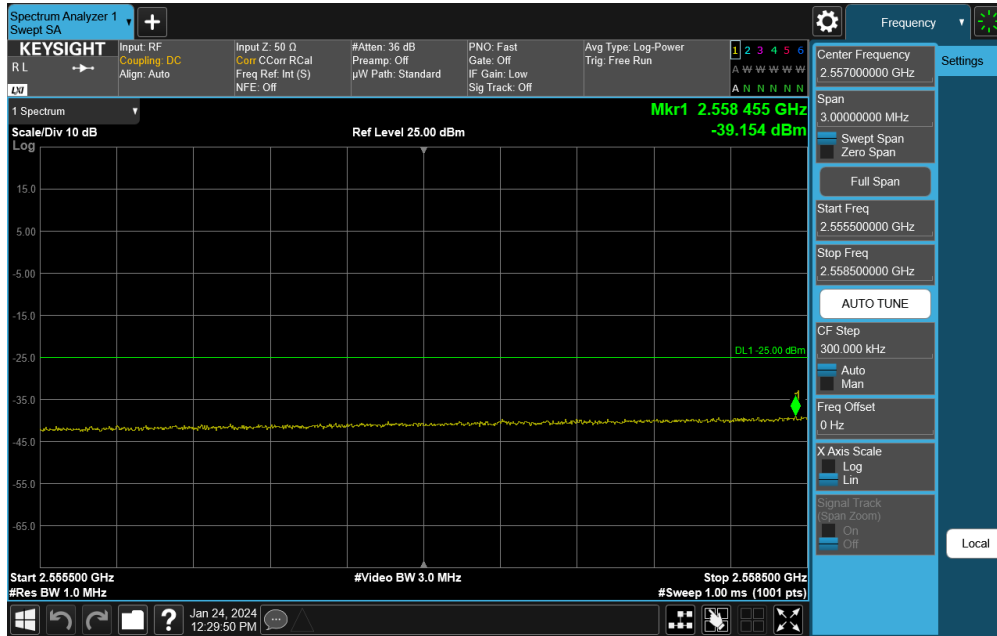 Spectrum Analyzer 1
Swept SA
Frequency
KEYSIGHT
R L
LXI
Input: RF
Coupling: DC
Align: Auto
Input Z: 50 Ω
Corr CCorr RCal
Freq Ref: Int (S)
NFE: Off
#Atten: 36 dB
Preamp: Off
µW Path: Standard
PNO: Fast
Gate: Off
IF Gain: Low
Sig Track: Off
Avg Type: Log-Power
Trig: Free Run
1 2 3 4 5 6
A W W W W W
A N N N N N
1 Spectrum
Mkr1 2.558 455 GHz
Scale/Div 10 dB
Ref Level 25.00 dBm
-39.154 dBm
Log
15.0
5.00
-5.00
-15.0
-25.0
-35.0
-45.0
-55.0
-65.0
DL1 -25.00 dBm
1
Start 2.555500 GHz
#Video BW 3.0 MHz
Stop 2.558500 GHz
#Res BW 1.0 MHz
#Sweep 1.00 ms (1001 pts)
?
Jan 24, 2024
12:29:50 PM
Center Frequency
2.557000000 GHz
Settings
Span
3.00000000 MHz
Swept Span
Zero Span
Full Span
Start Freq
2.555500000 GHz
Stop Freq
2.558500000 GHz
AUTO TUNE
CF Step
300.000 kHz
Auto
Man
Freq Offset
0 Hz
X Axis Scale
Log
Lin
Signal Track
(Span Zoom)
On
Off
Local